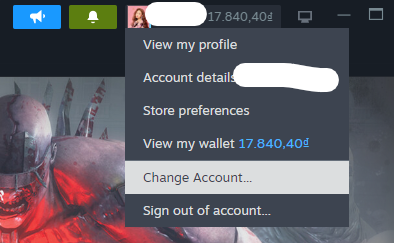 17.840,40₫
View my profile
Account details
Store preferences
View my wallet 17.840,40₫
Change Account...
Sign out of account...